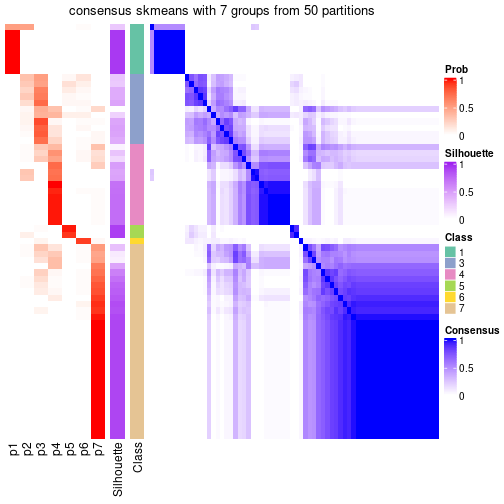 consensus skmeans with 7 groups from 50 partitions
Prob
1
0.5
0
Silhouette
1
0.5
0
Class
1
3
4
5
6
7
Consensus
1
0.5
0
p1
p2
p3
p4
p5
p6
p7
Silhouette
Class